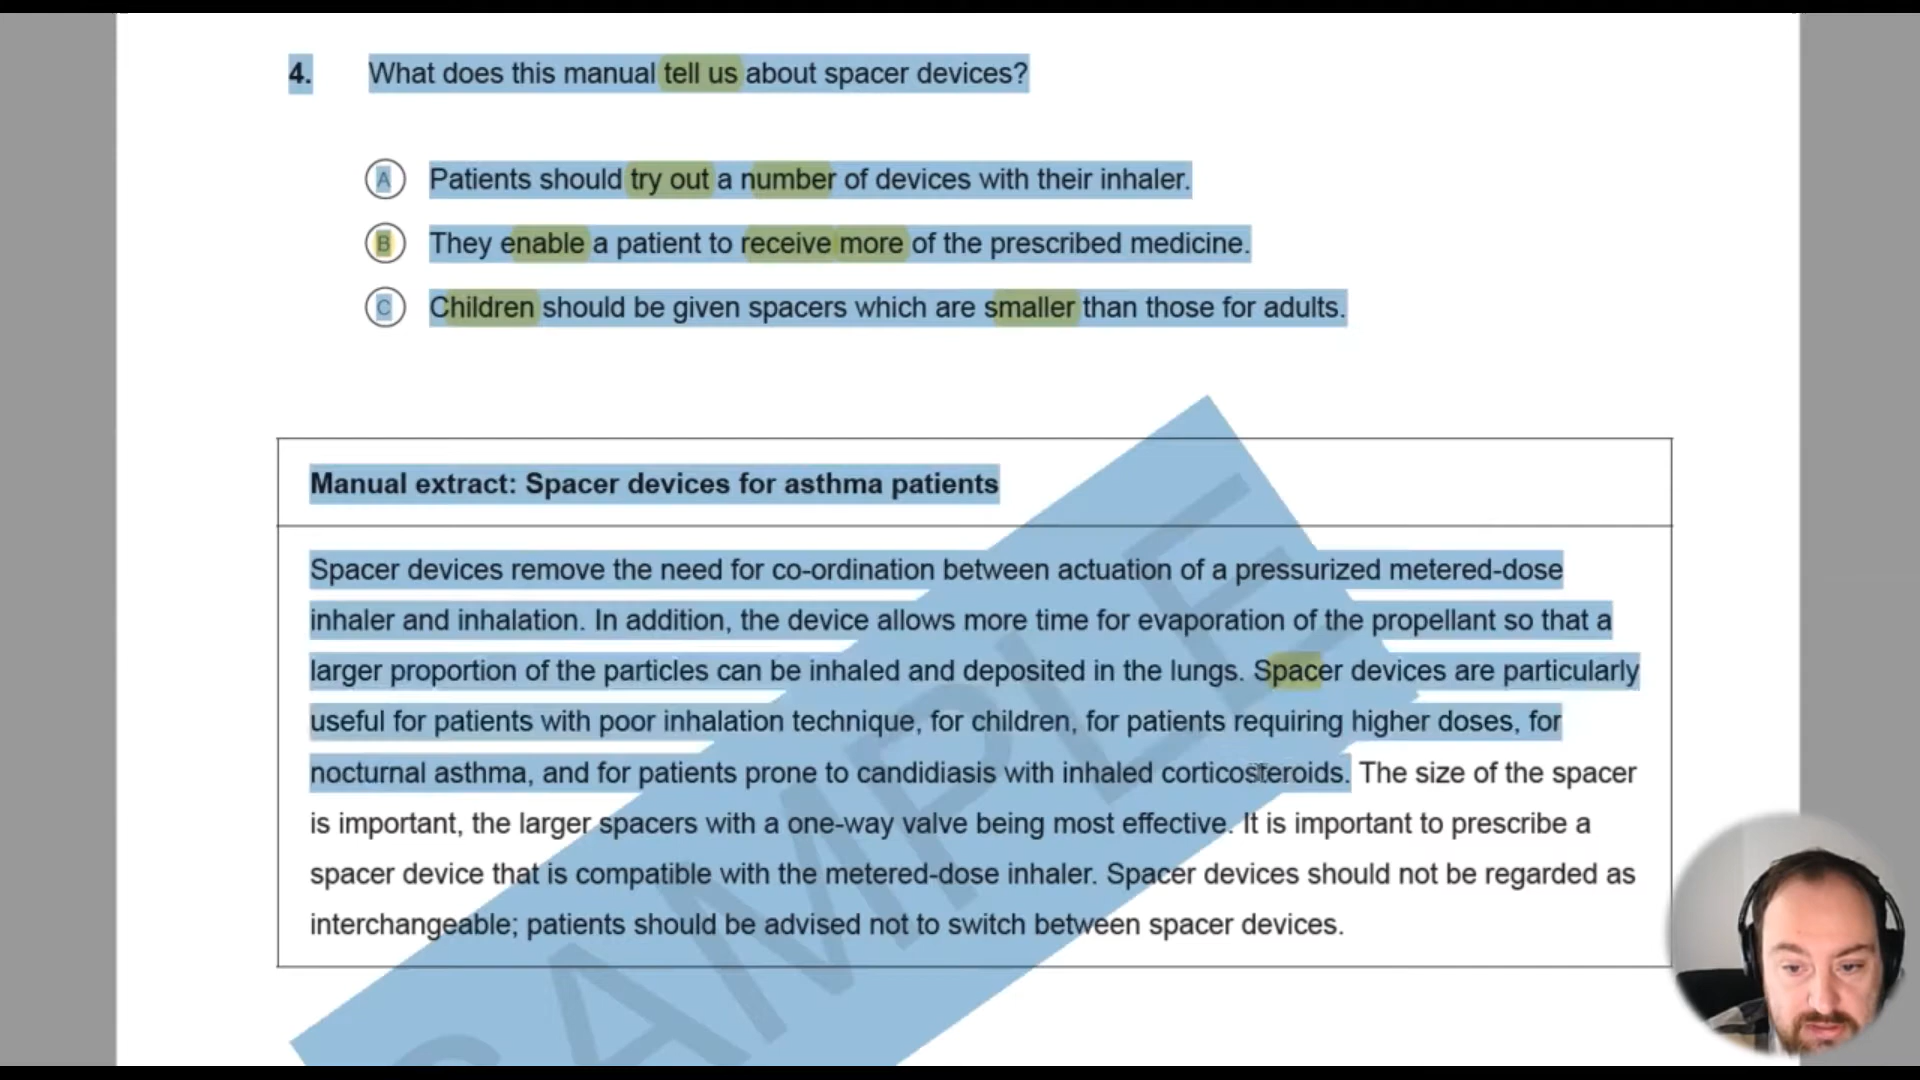 4. What does this manual tell us about spacer devices?
A Patients should try out a number of devices with their inhaler.
B They enable a patient to receive more of the prescribed medicine.
C Children should be given spacers which are smaller than those for adults.
Manual extract: Spacer devices for asthma patients
Spacer devices remove the need for co-ordination between actuation of a pressurized metered-dose
inhaler and inhalation. In addition, the device allows more time for evaporation of the propellant so that a
larger proportion of the particles can be inhaled and deposited in the lungs. Spacer devices are particularly
useful for patients with poor inhalation technique, for children, for patients requiring higher doses, for
nocturnal asthma, and for patients prone to candidiasis with inhaled corticosteroids. The size of the spacer
is important, the larger spacers with a one-way valve being most effective. It is important to prescribe a
spacer device that is compatible with the metered-dose inhaler. Spacer devices should not be regarded as
interchangeable; patients should be advised not to switch between spacer devices.
SAMPLE